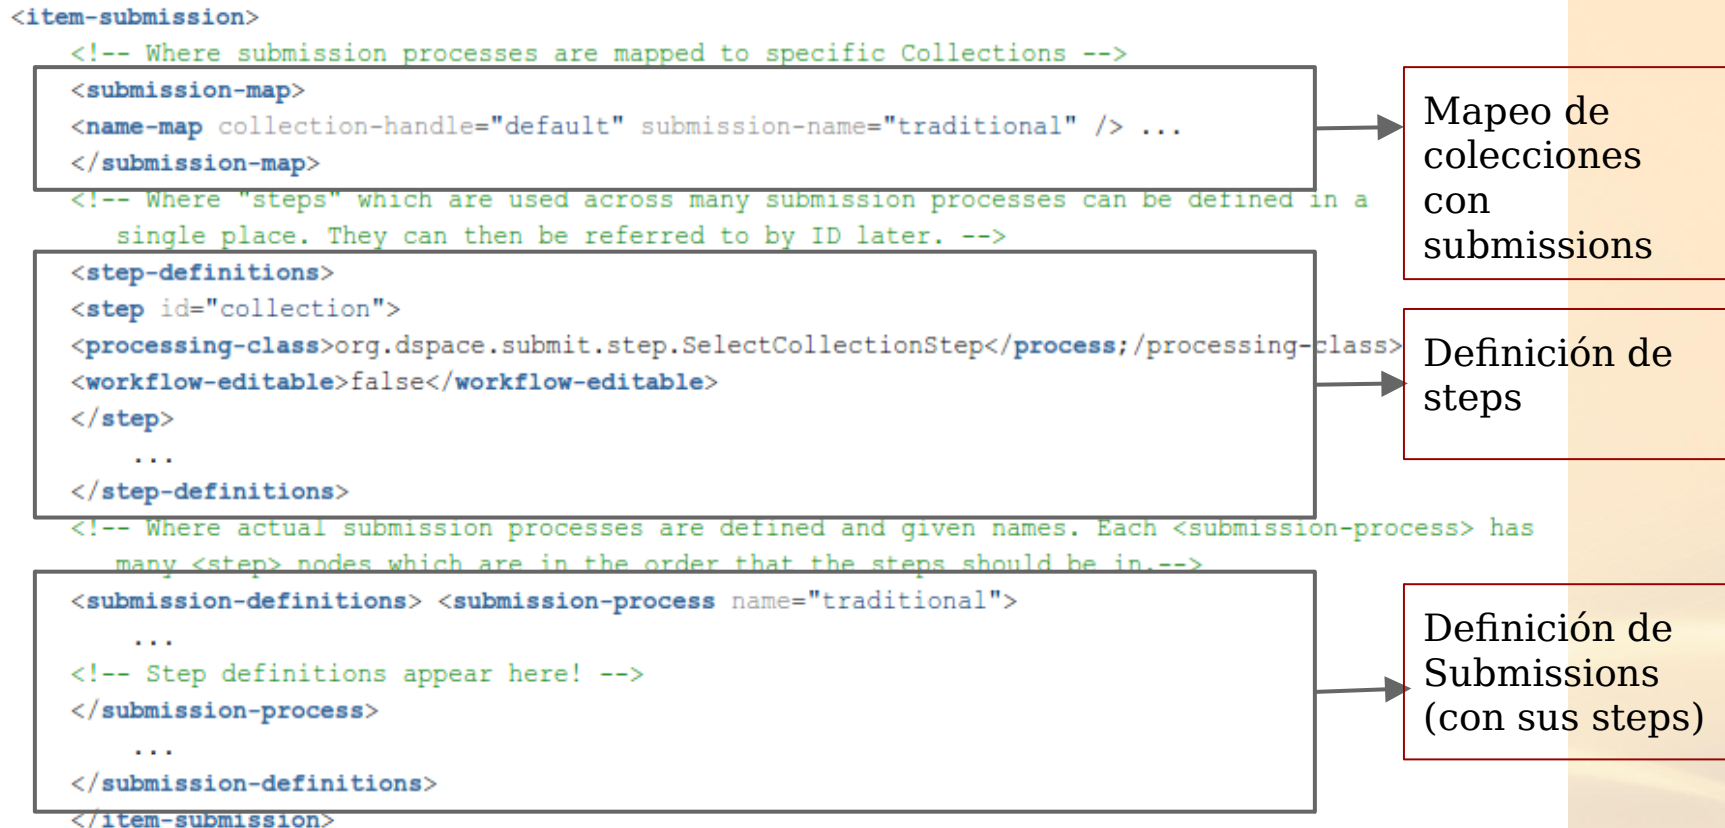 <item-submission>
<!-- Where submission processes are mapped to specific Collections -->
<submission-map>
<name-map collection-handle="default" submission-name="traditional" /> ...
</submission-map>
<!-- Where "steps" which are used across many submission processes can be defined in a
single place. They can then be referred to by ID later. -->
<step-definitions>
<step id="collection">
<processing-class>org.dspace.submit.step.SelectCollectionStep</process;/processing-class>
<workflow-editable>false</workflow-editable>
</step>
...
</step-definitions>
<!-- Where actual submission processes are defined and given names. Each <submission-process> has
many <step> nodes which are in the order that the steps should be in.-->
<submission-definitions> <submission-process name="traditional">
...
<!-- Step definitions appear here! -->
</submission-process>
...
</submission-definitions>
</item-submission>
Mapeo de
colecciones
con
submissions
Definición de
steps
Definición de
Submissions
(con sus steps)